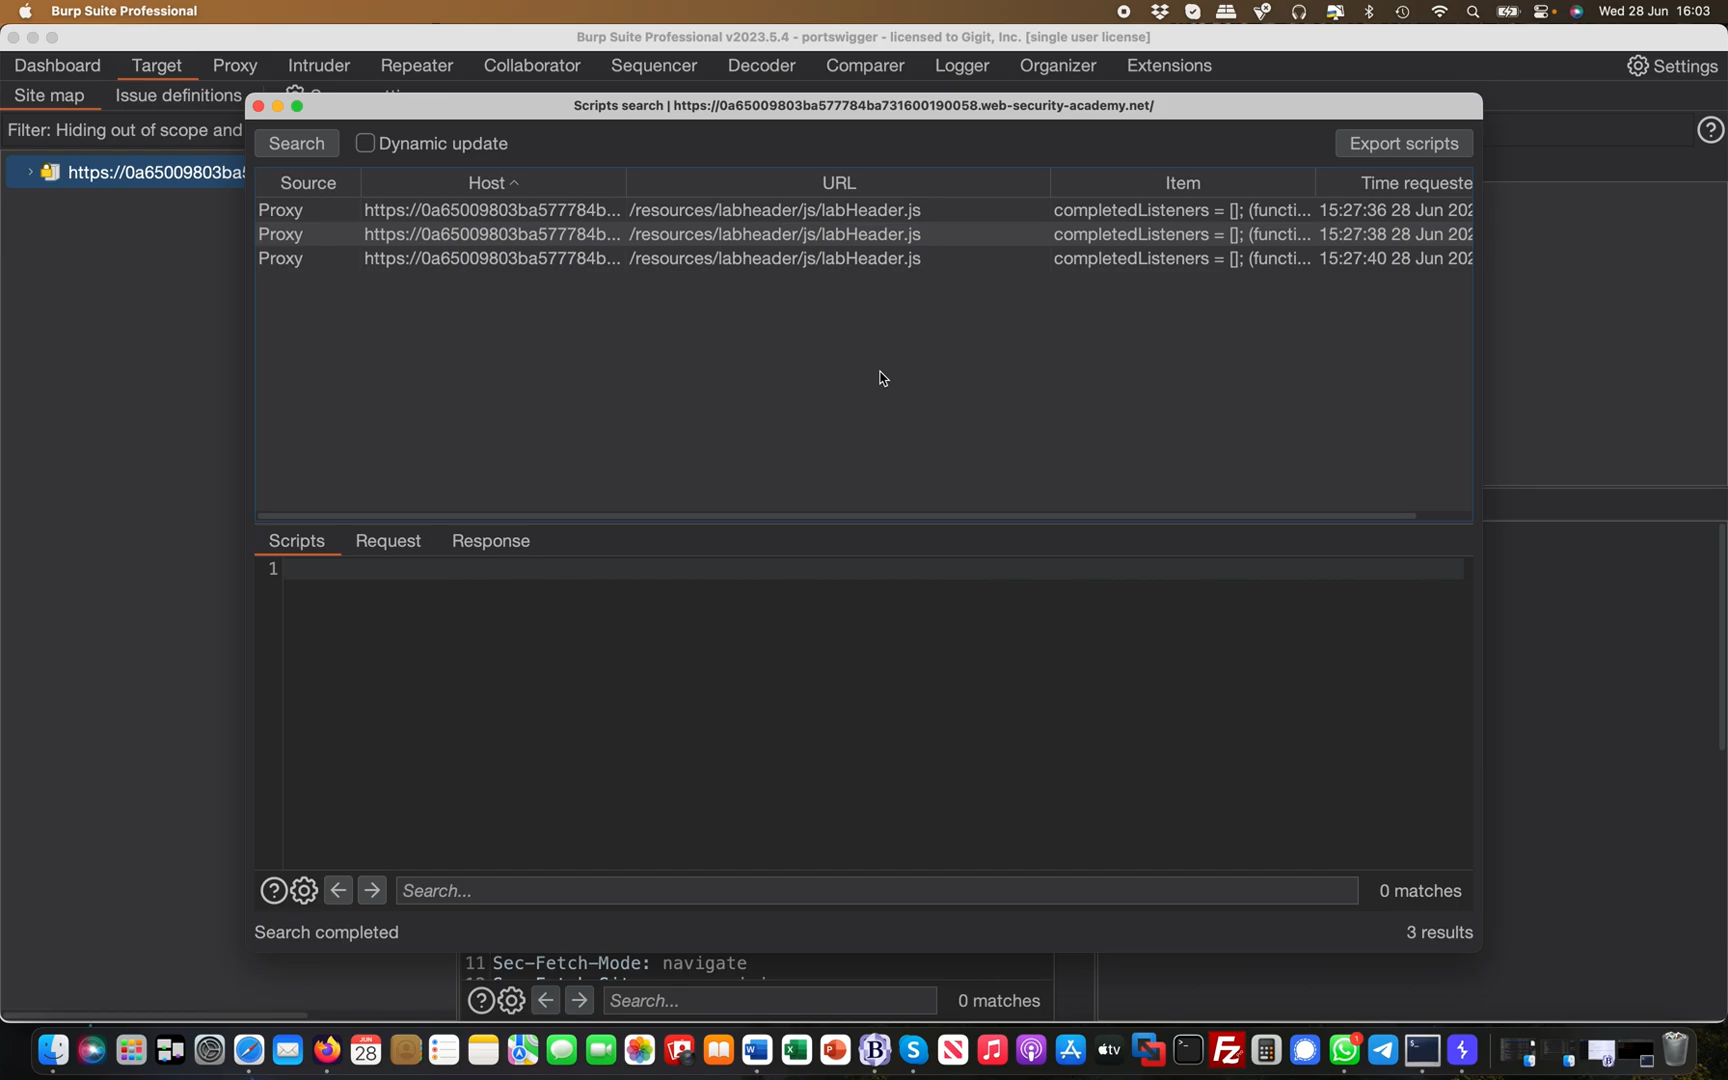 Burp Suite Professional
Wed 28 Jun 16:03
Burp Suite Professional v2023.5.4 - portswigger - licensed to Gigit, Inc. [single user license]
Dashboard Target Proxy Intruder Repeater Collaborator Sequencer Decoder Comparer Logger Organizer Extensions Settings
Site map Issue definitions
Scripts search | https://0a65009803ba577784ba731600190058.web-security-academy.net/
Filter: Hiding out of scope and
Search Dynamic update Export scripts
https://0a65009803ba5
Source Host URL Item Time requeste
Proxy https://0a65009803ba577784b... /resources/labheader/js/labHeader.js completedListeners = []; (functi... 15:27:36 28 Jun 202
Proxy https://0a65009803ba577784b... /resources/labheader/js/labHeader.js completedListeners = []; (functi... 15:27:38 28 Jun 202
Proxy https://0a65009803ba577784b... /resources/labheader/js/labHeader.js completedListeners = []; (functi... 15:27:40 28 Jun 202
Scripts Request Response
1
Search... 0 matches
Search completed 3 results
11 Sec-Fetch-Mode: navigate
Search... 0 matches
JUN
28
tv
1